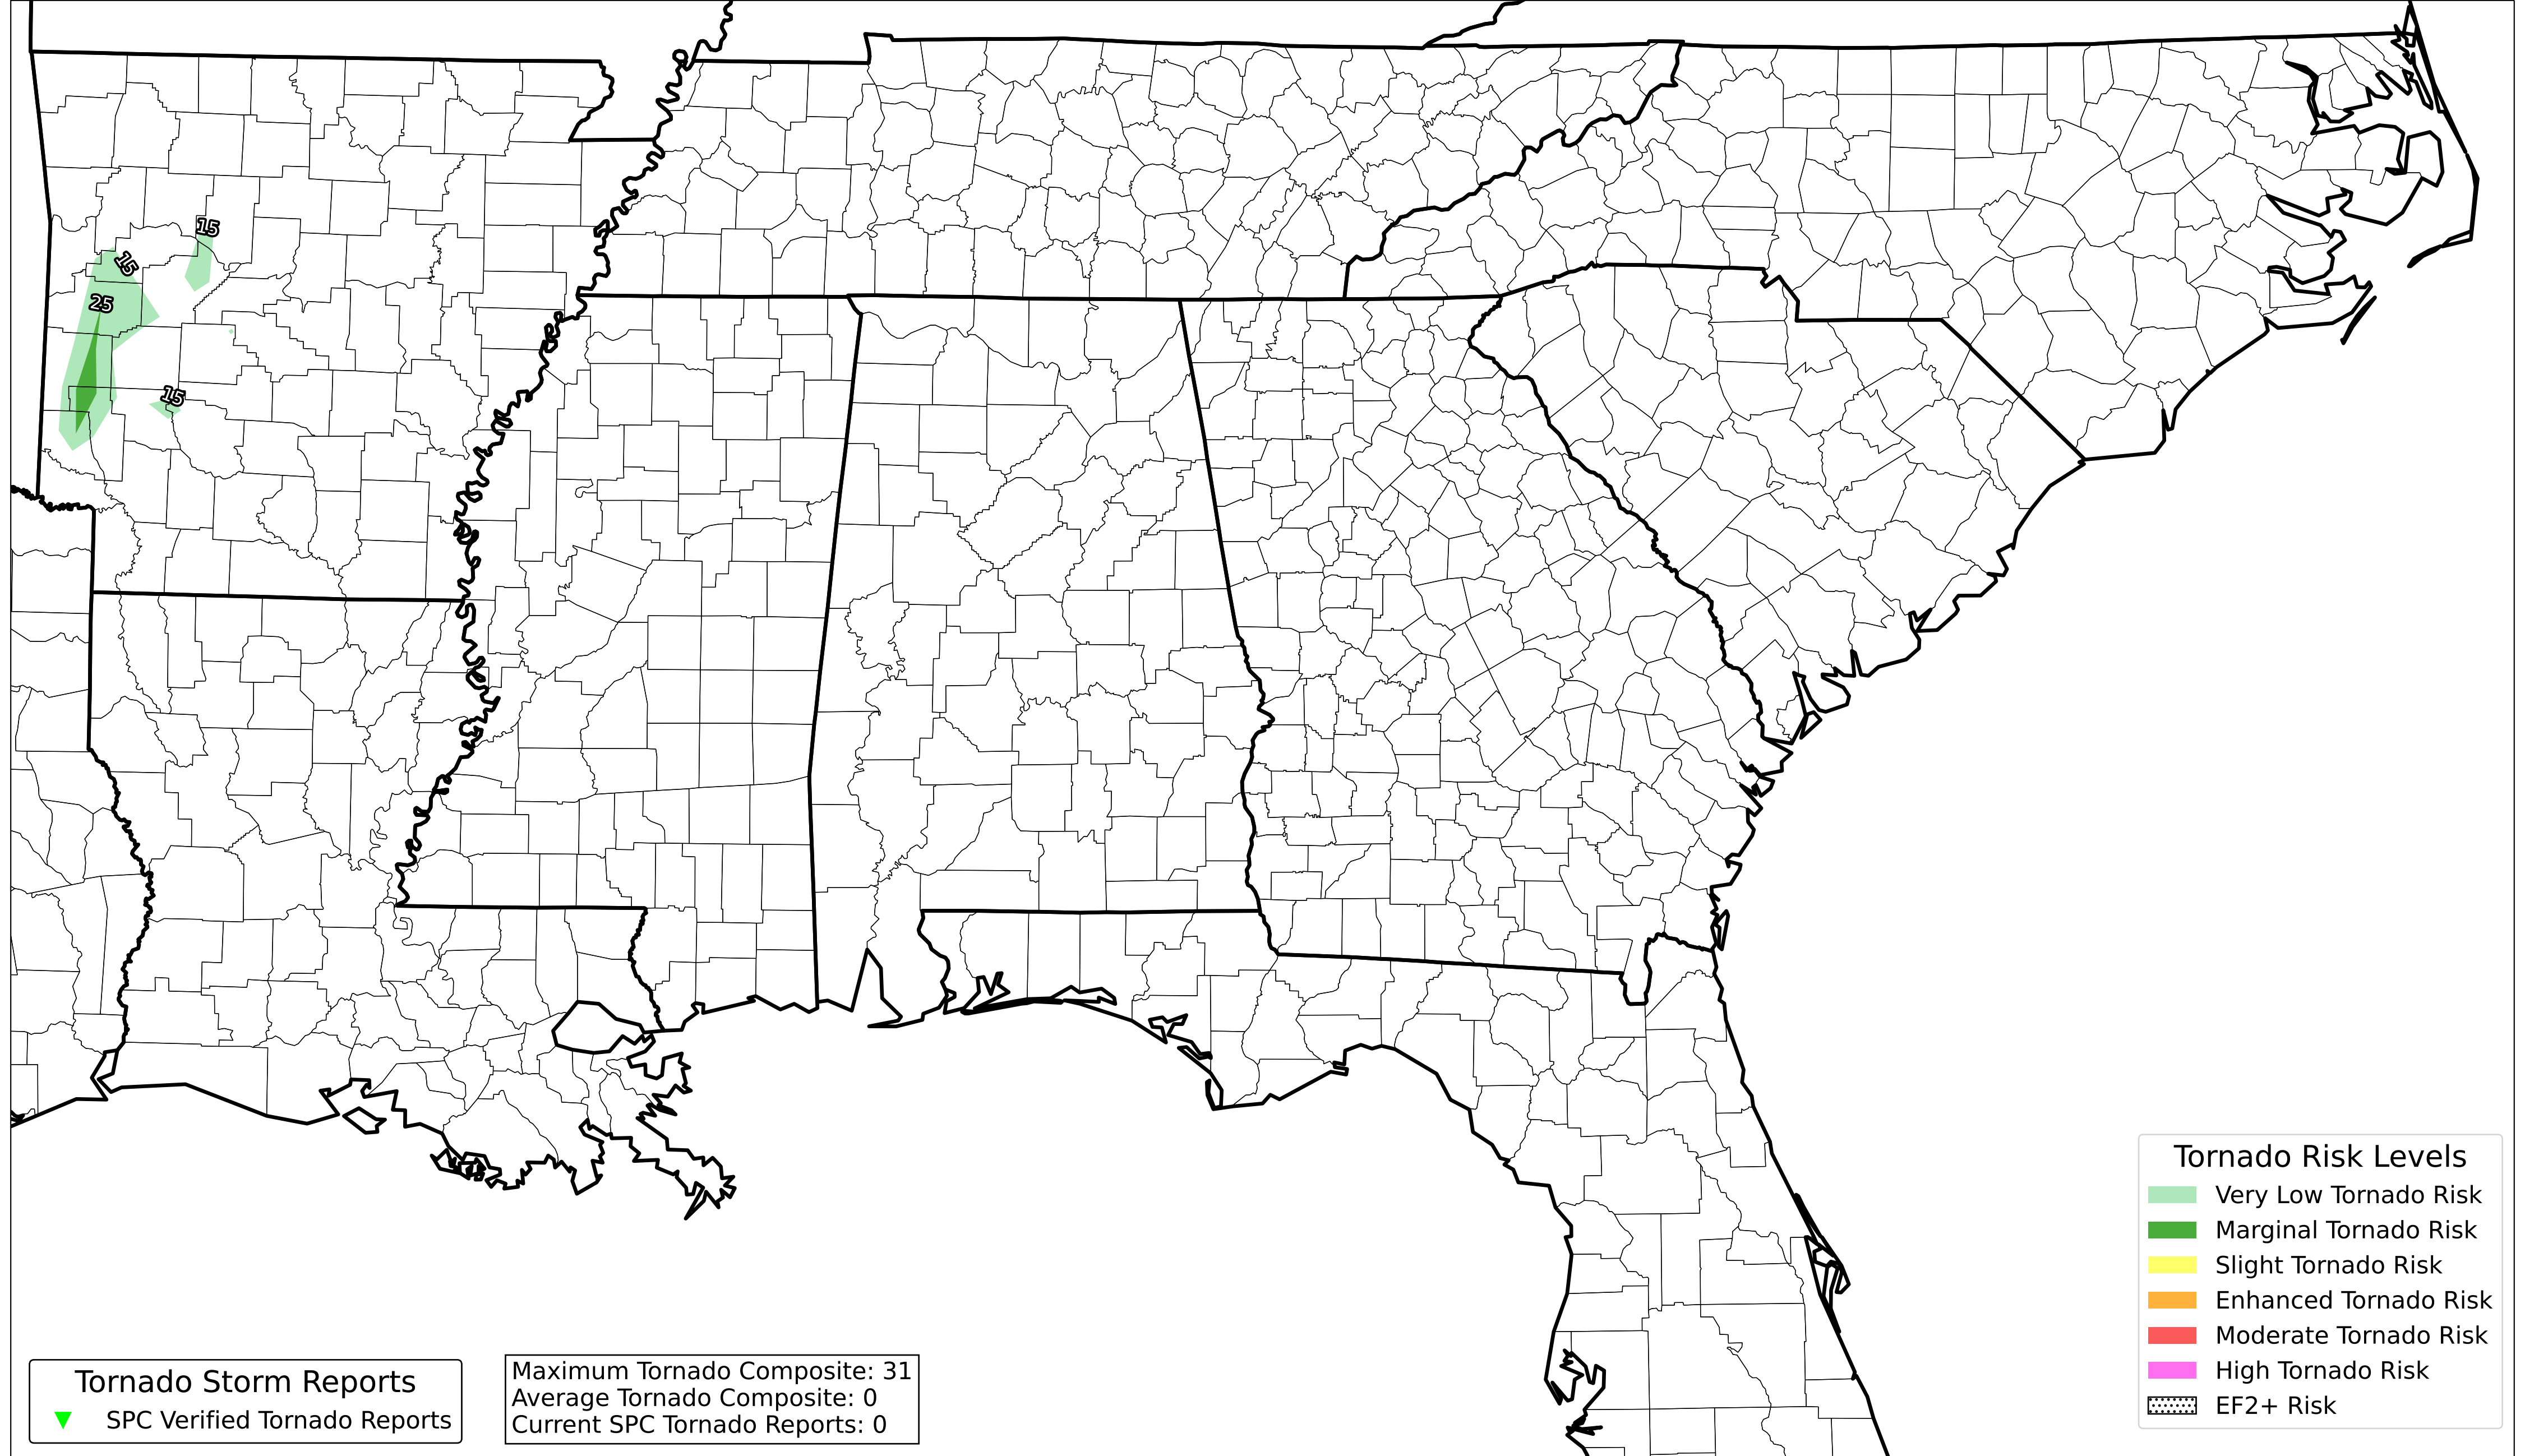 15
15
25
15
Tornado Risk Levels
Very Low Tornado Risk
Marginal Tornado Risk
Slight Tornado Risk
Enhanced Tornado Risk
Moderate Tornado Risk
High Tornado Risk
EF2+ Risk
Tornado Storm Reports
SPC Verified Tornado Reports
Maximum Tornado Composite: 31
Average Tornado Composite: 0
Current SPC Tornado Reports: 0